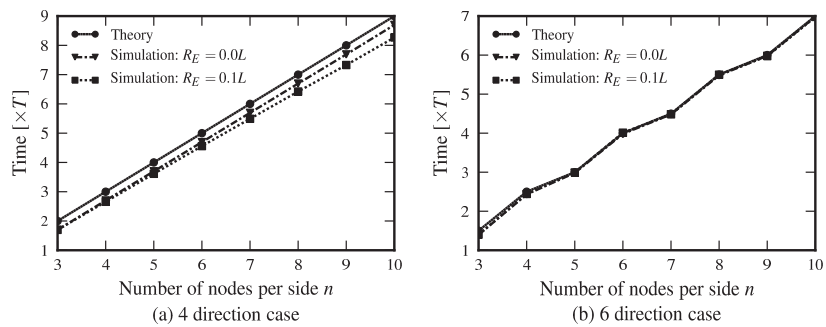 Time [×T]
9
8
7
6
5
4
3
2
1
Theory
Simulation: R_E = 0.0L
Simulation: R_E = 0.1L
3 4 5 6 7 8 9 10
Number of nodes per side n
(a) 4 direction case
Time [×T]
7
6
5
4
3
2
1
Theory
Simulation: R_E = 0.0L
Simulation: R_E = 0.1L
3 4 5 6 7 8 9 10
Number of nodes per side n
(b) 6 direction case